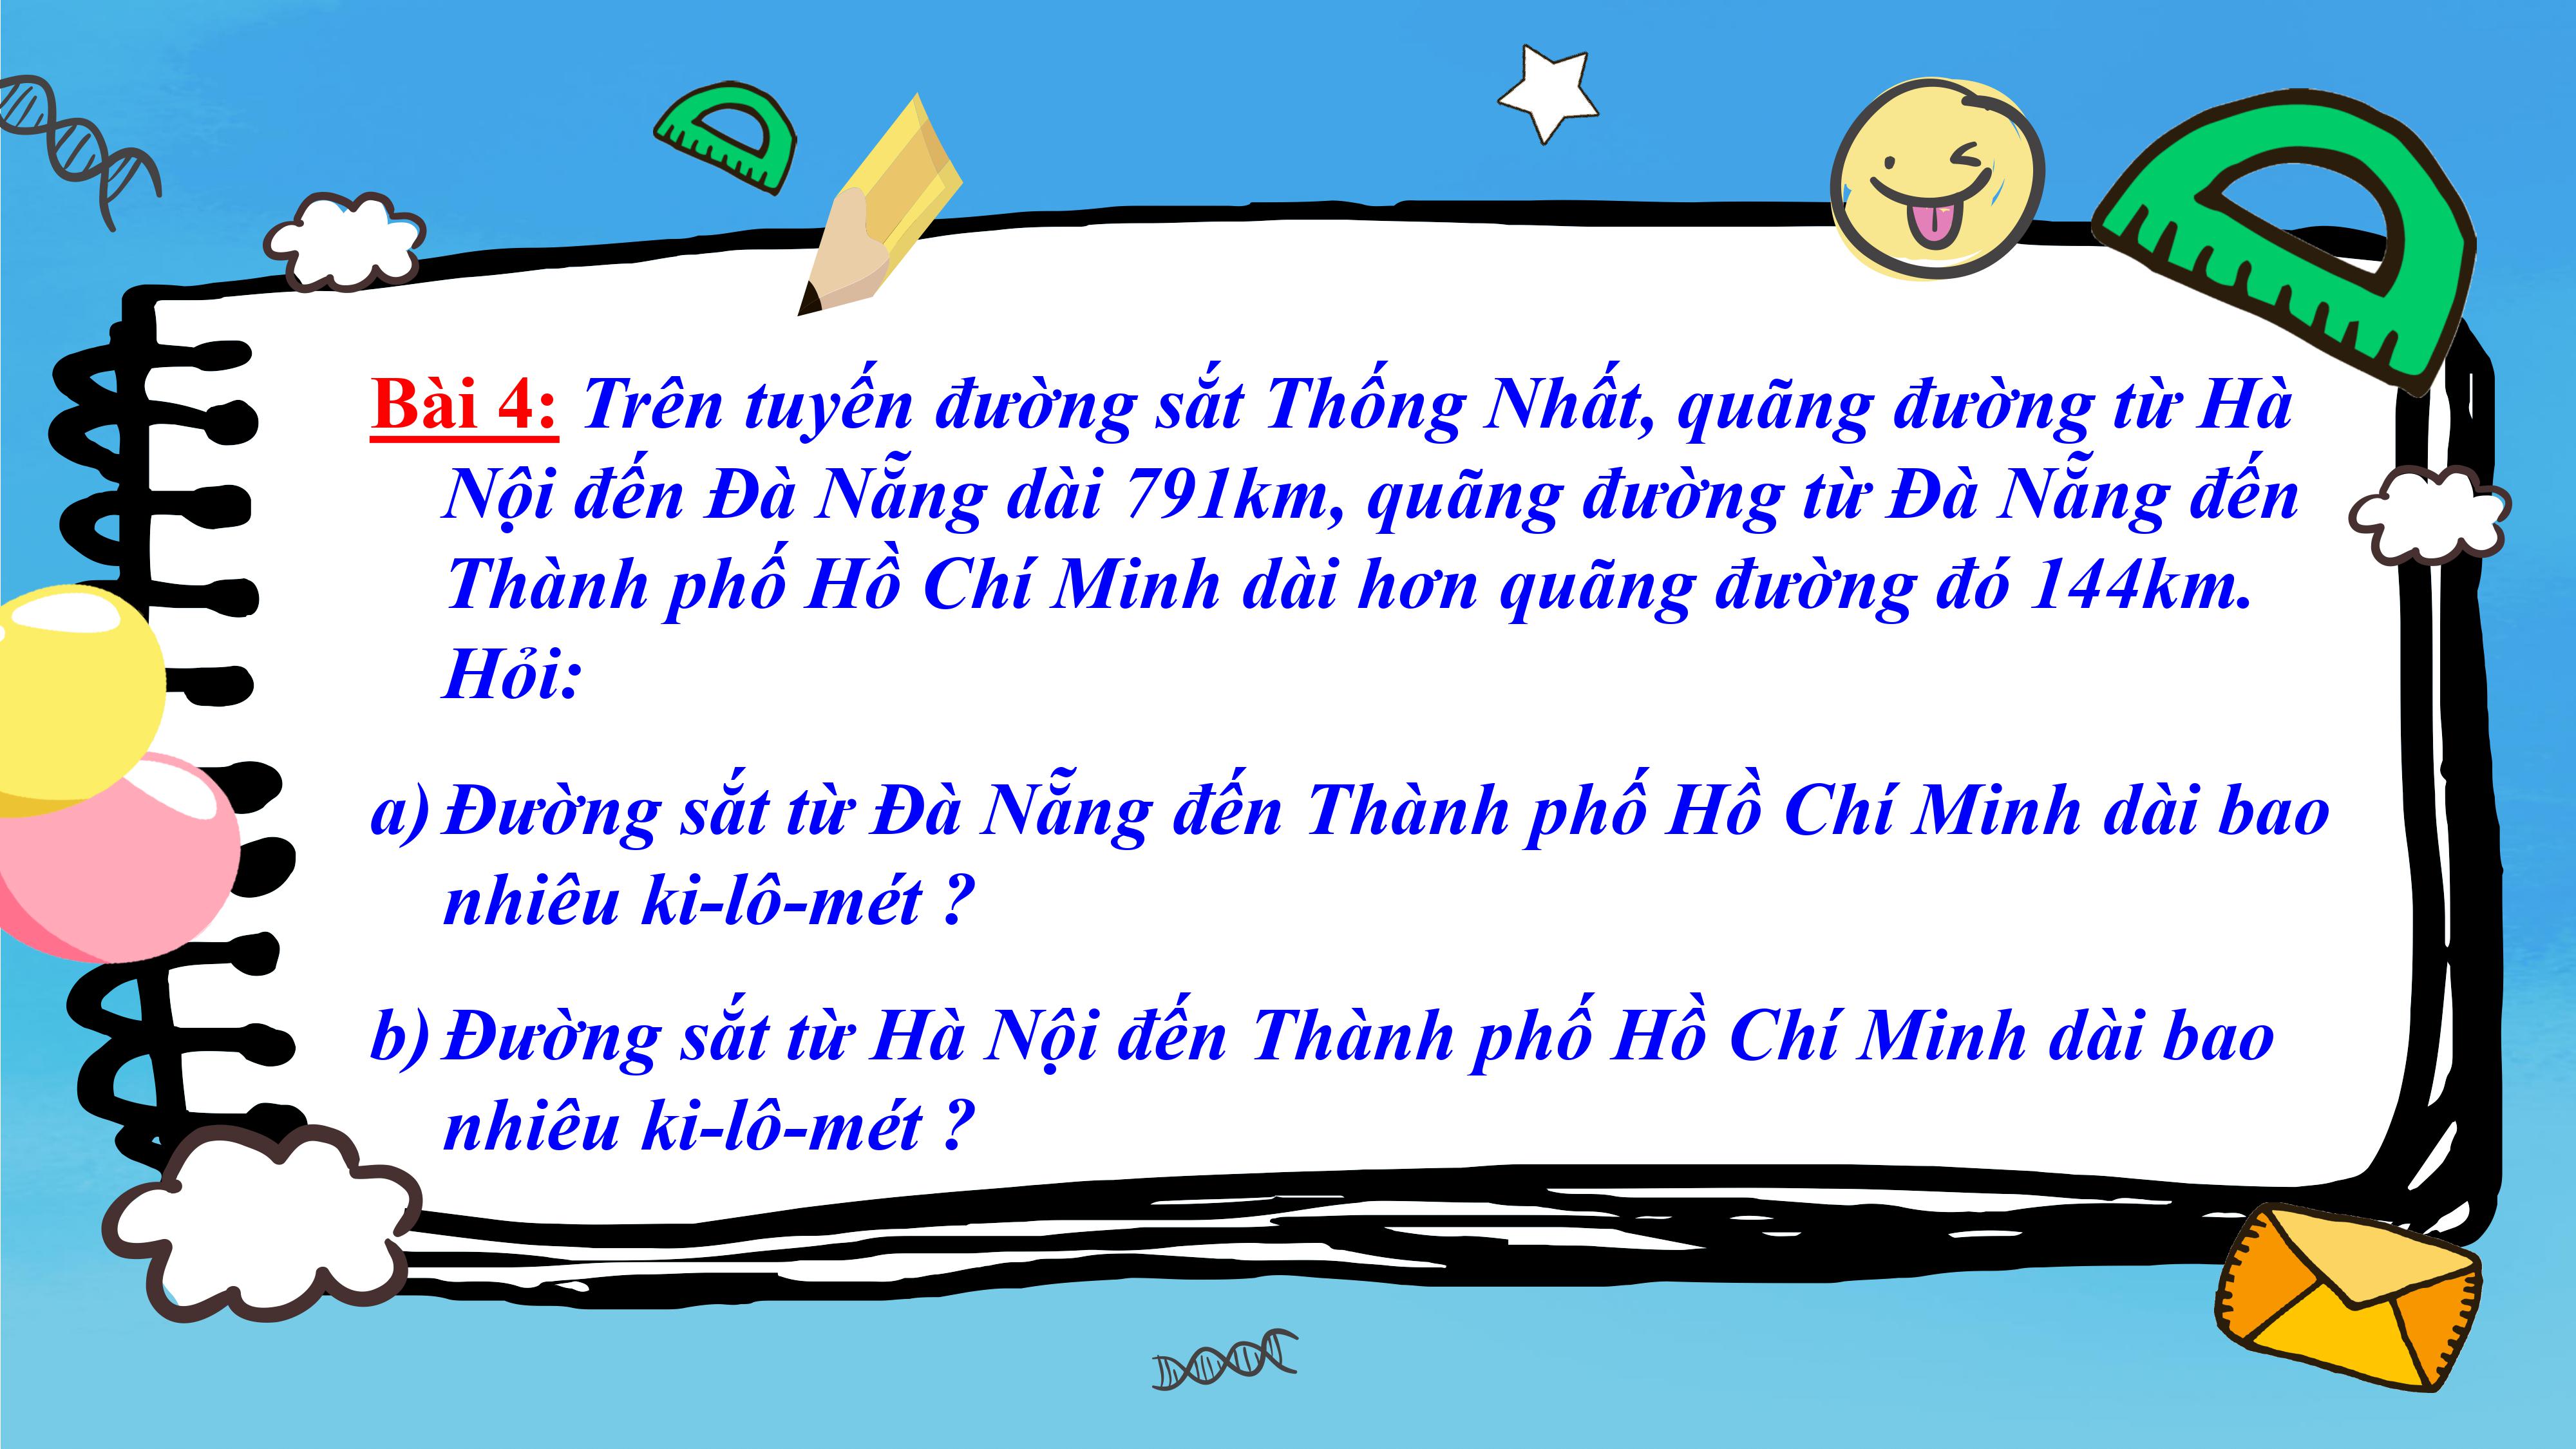 Bài 4: Trên tuyến đường sắt Thống Nhất, quãng đường từ Hà
Nội đến Đà Nẵng dài 791km, quãng đường từ Đà Nẵng đến
Thành phố Hồ Chí Minh dài hơn quãng đường đó 144km.
Hỏi:
a) Đường sắt từ Đà Nẵng đến Thành phố Hồ Chí Minh dài bao
nhiêu ki-lô-mét ?
b) Đường sắt từ Hà Nội đến Thành phố Hồ Chí Minh dài bao
nhiêu ki-lô-mét ?